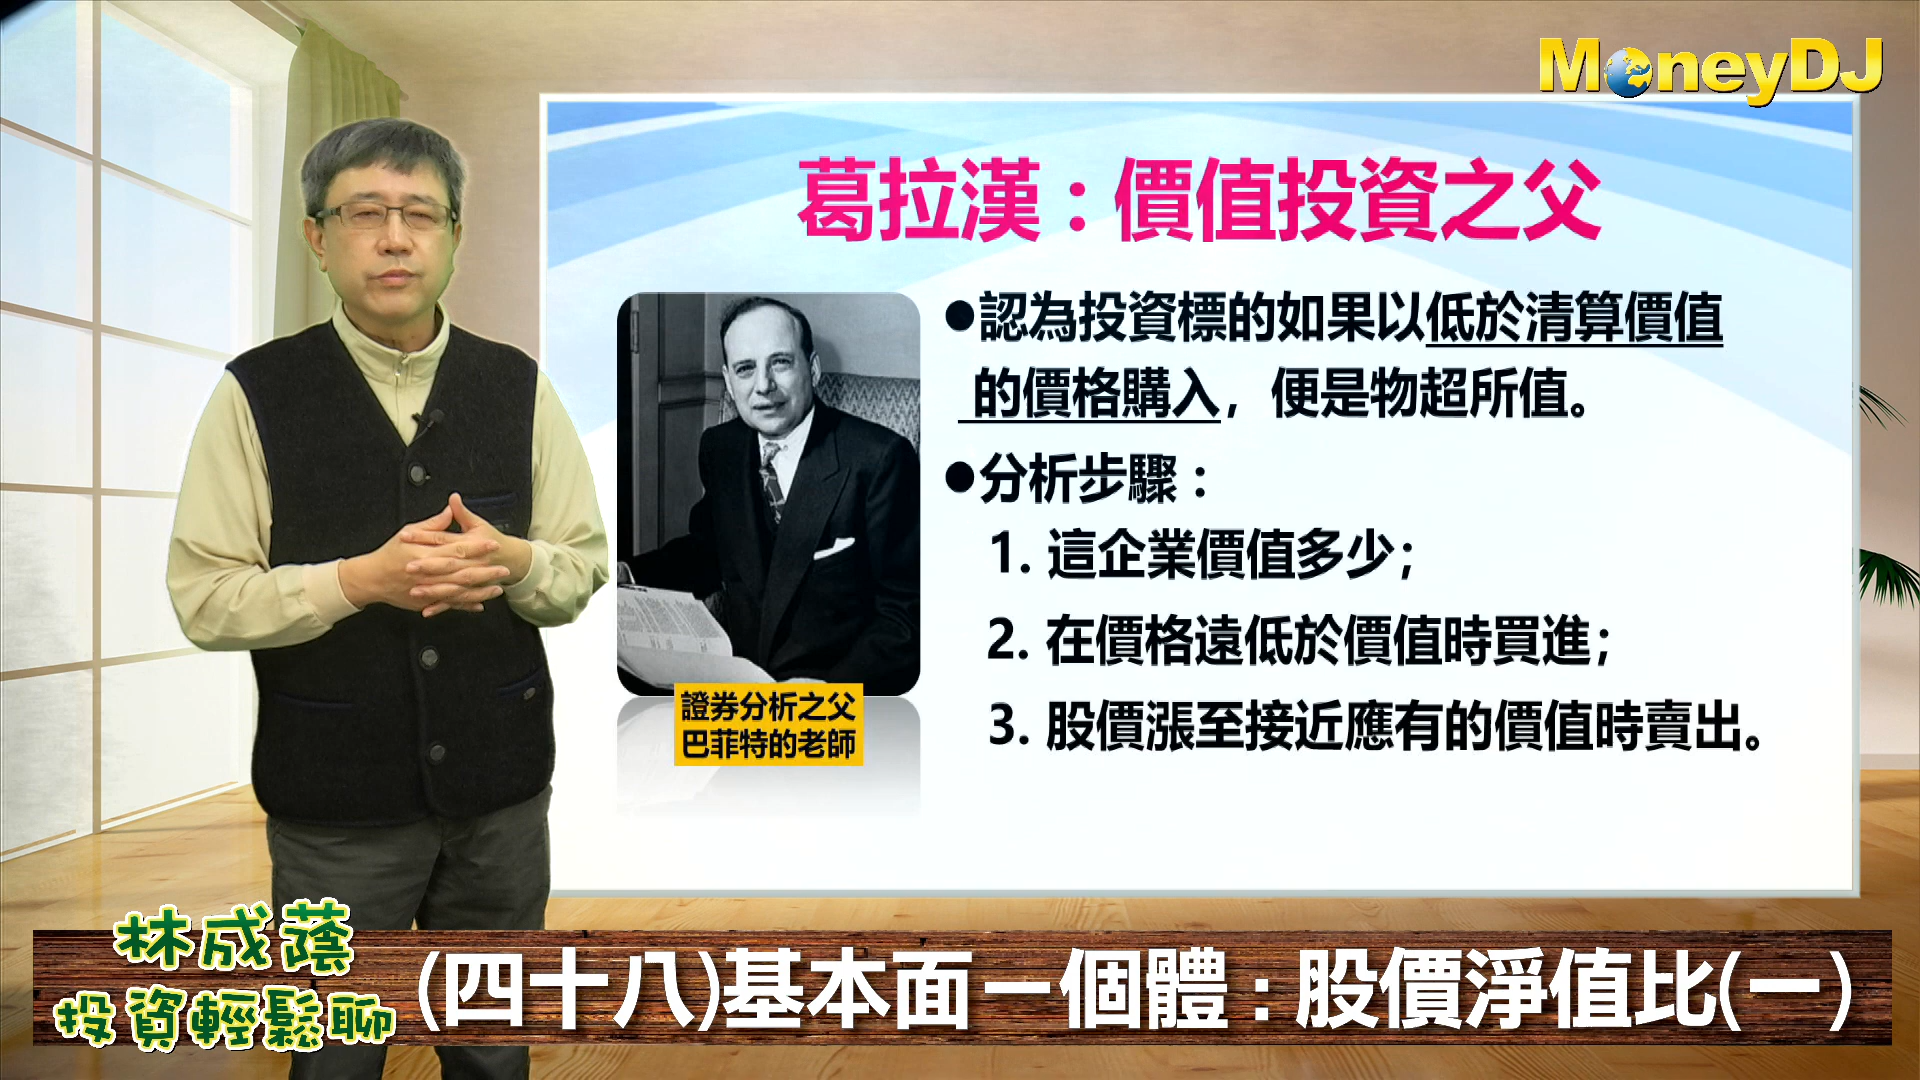 MoneyDJ
葛拉漢：價值投資之父
●認為投資標的如果以低於清算價值
的價格購入，便是物超所值。
●分析步驟：
1. 這企業價值多少；
2. 在價格遠低於價值時買進；
3. 股價漲至接近應有的價值時賣出。
證券分析之父
巴菲特的老師
林成蔭
投資輕鬆聊
(四十八)基本面－個體：股價淨值比(一)